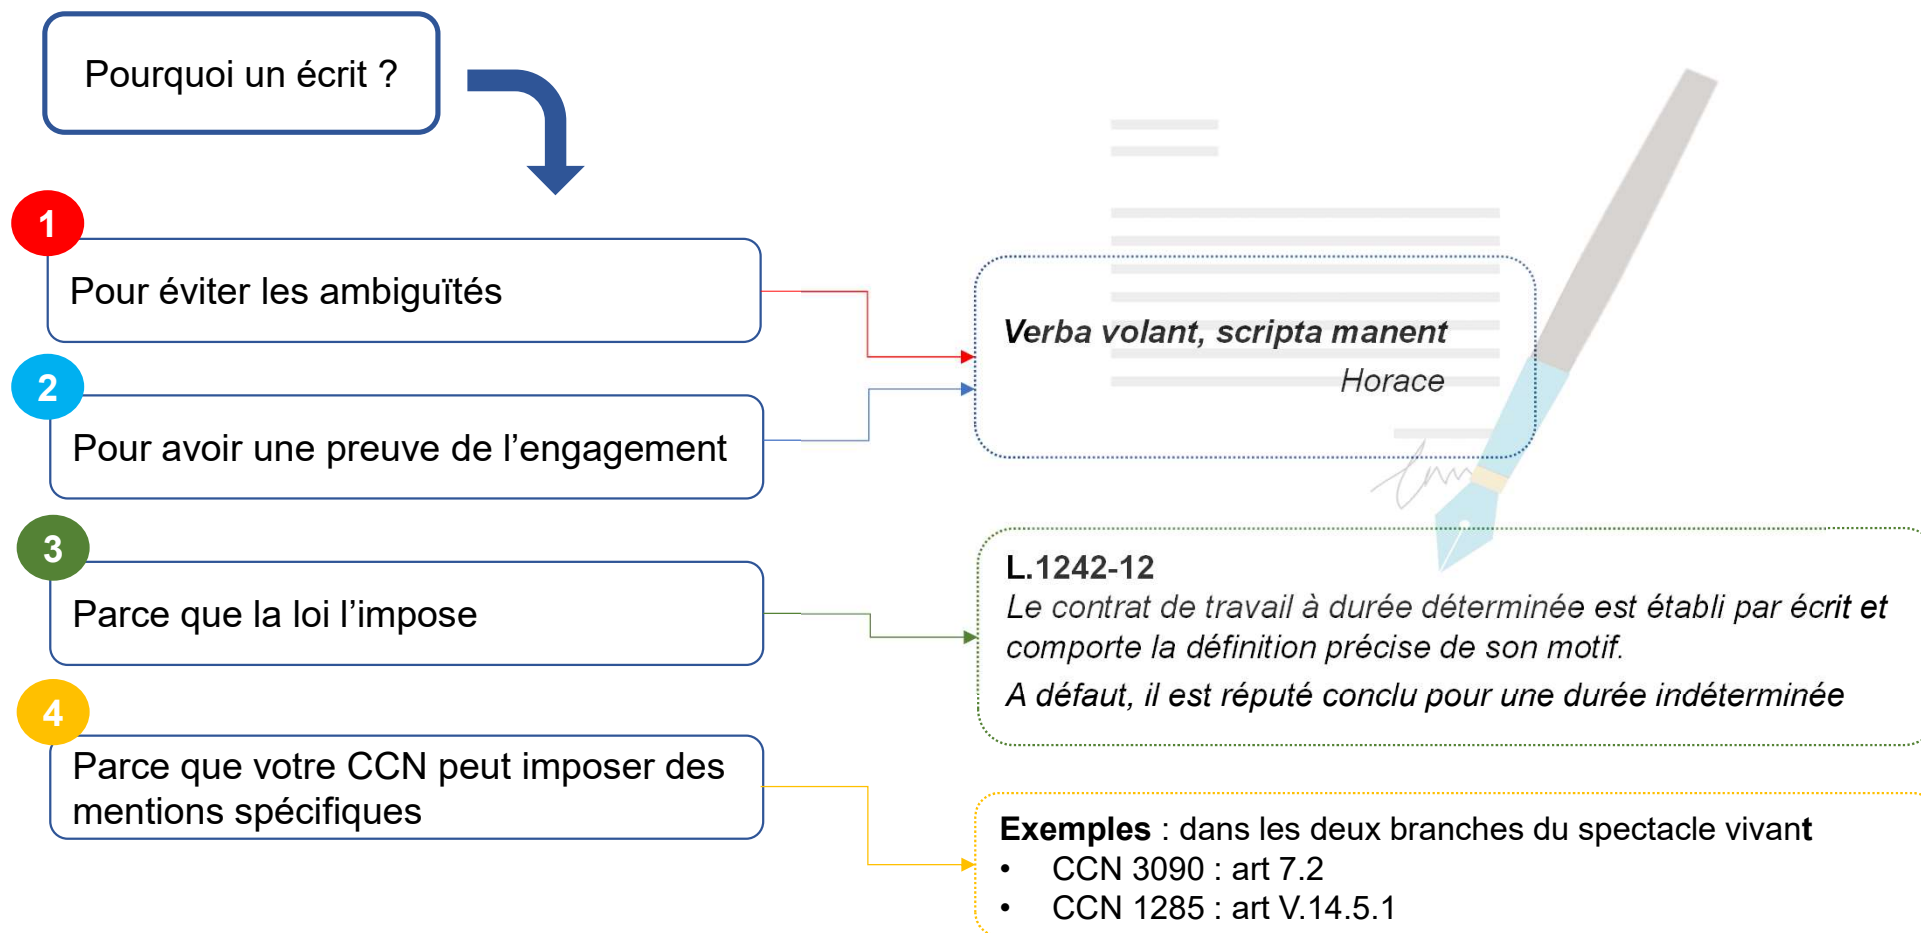 Pourquoi un écrit ?
1
Pour éviter les ambiguïtés
2
Pour avoir une preuve de l’engagement
Verba volant, scripta manent
Horace
3
Parce que la loi l’impose
L.1242-12
Le contrat de travail à durée déterminée est établi par écrit et
comporte la définition précise de son motif.
A défaut, il est réputé conclu pour une durée indéterminée
4
Parce que votre CCN peut imposer des
mentions spécifiques
Exemples : dans les deux branches du spectacle vivant
• CCN 3090 : art 7.2
• CCN 1285 : art V.14.5.1